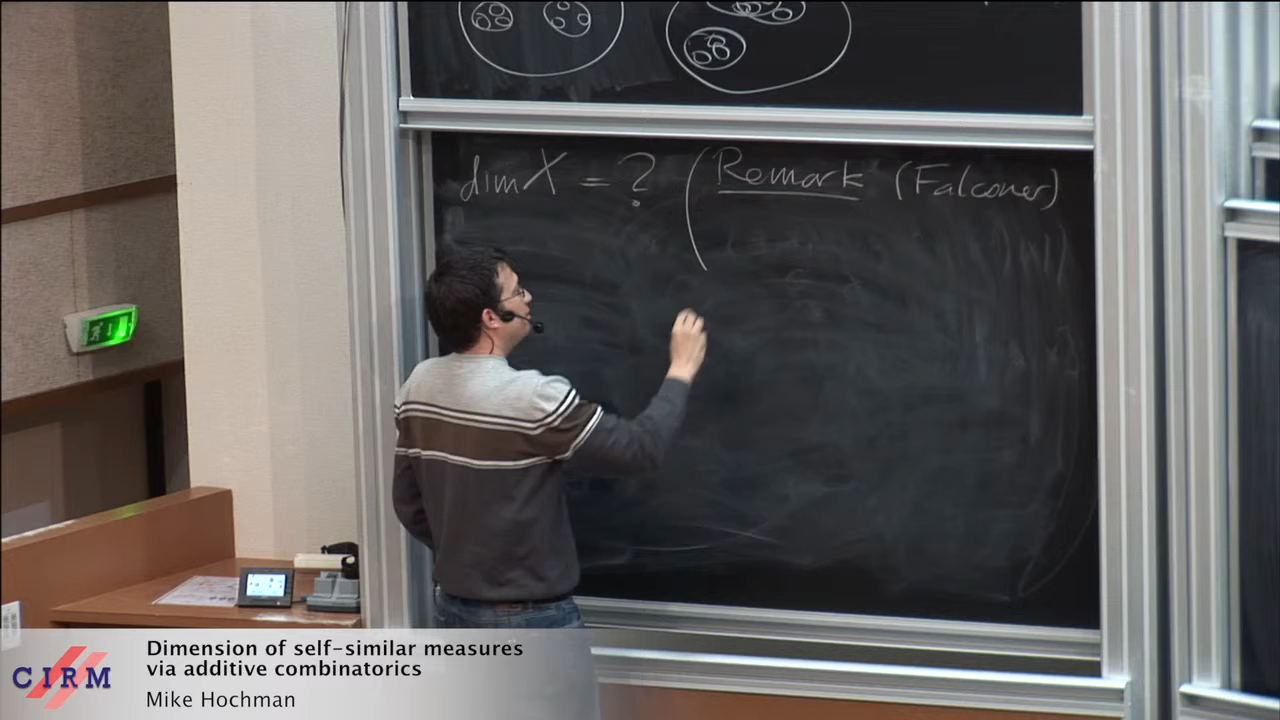 dim X = ? ( Remark (Falconer)
CIRM
Dimension of self-similar measures
via additive combinatorics
Mike Hochman